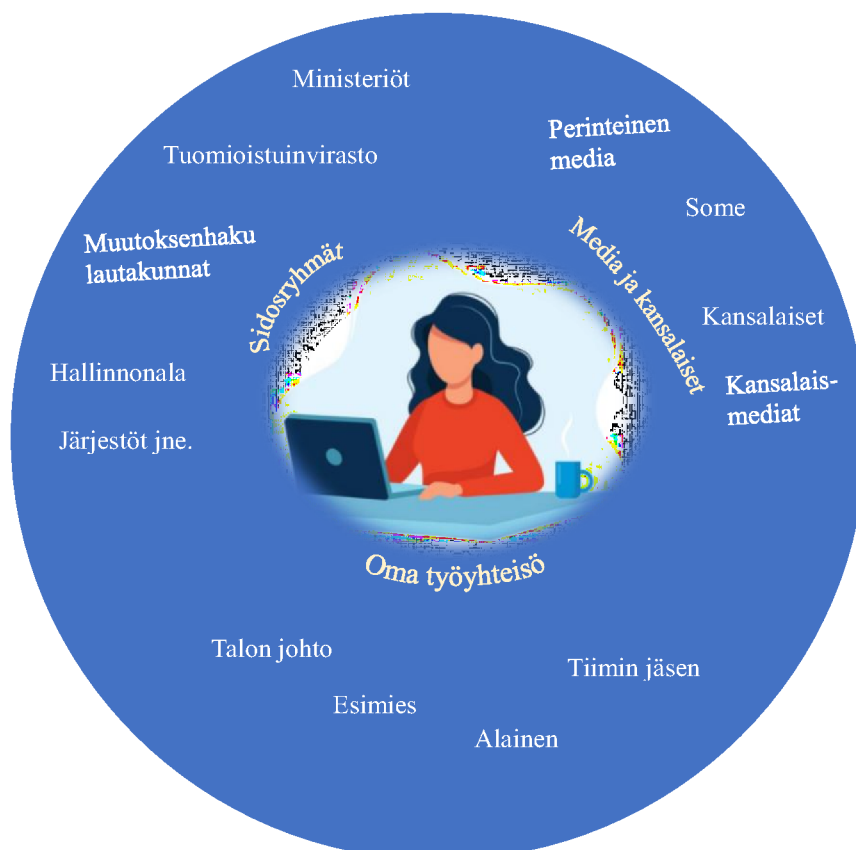 Ministeriöt
Tuomioistuinvirasto
Muutoksenhaku
lautakunnat
Hallinnonala
Järjestöt jne.
Sidosryhmät
Perinteinen
media
Some
Media ja kansalaiset
Kansalaiset
Kansalais-
mediat
Oma työyhteisö
Talon johto
Esimies
Alainen
Tiimin jäsen